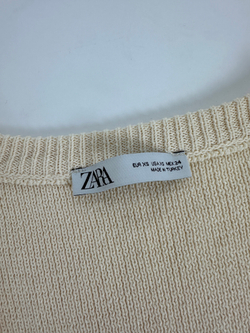 ZARA
EUR XS USA XS MEX 24
MADE IN TURKEY